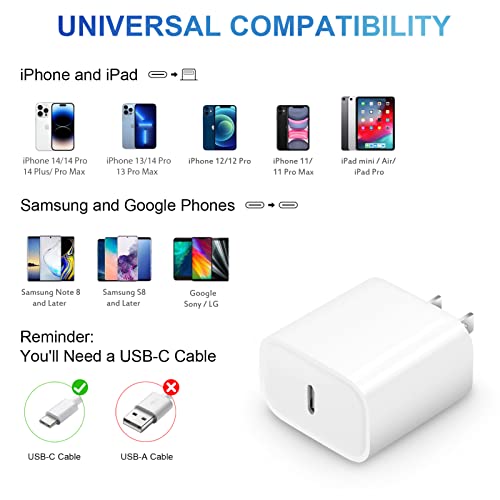 UNIVERSAL COMPATIBILITY
iPhone and iPad
iPhone 14/14 Pro
14 Plus/ Pro Max
iPhone 13/14 Pro
13 Pro Max
iPhone 12/12 Pro
iPhone 11/
11 Pro Max
iPad mini / Air/
iPad Pro
Samsung and Google Phones
Samsung Note 8
and Later
Samsung S8
and Later
Google
Sony / LG
Reminder:
You'll Need a USB-C Cable
USB-C Cable
USB-A Cable